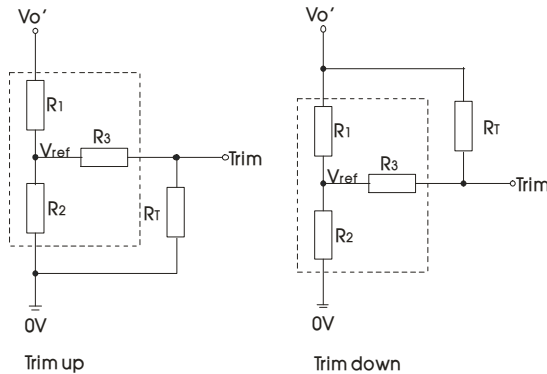 Vo'
R1
Vref
R3
Trim
R2
RT
0V
Trim up
Vo'
R1
RT
Vref
R3
Trim
R2
0V
Trim down